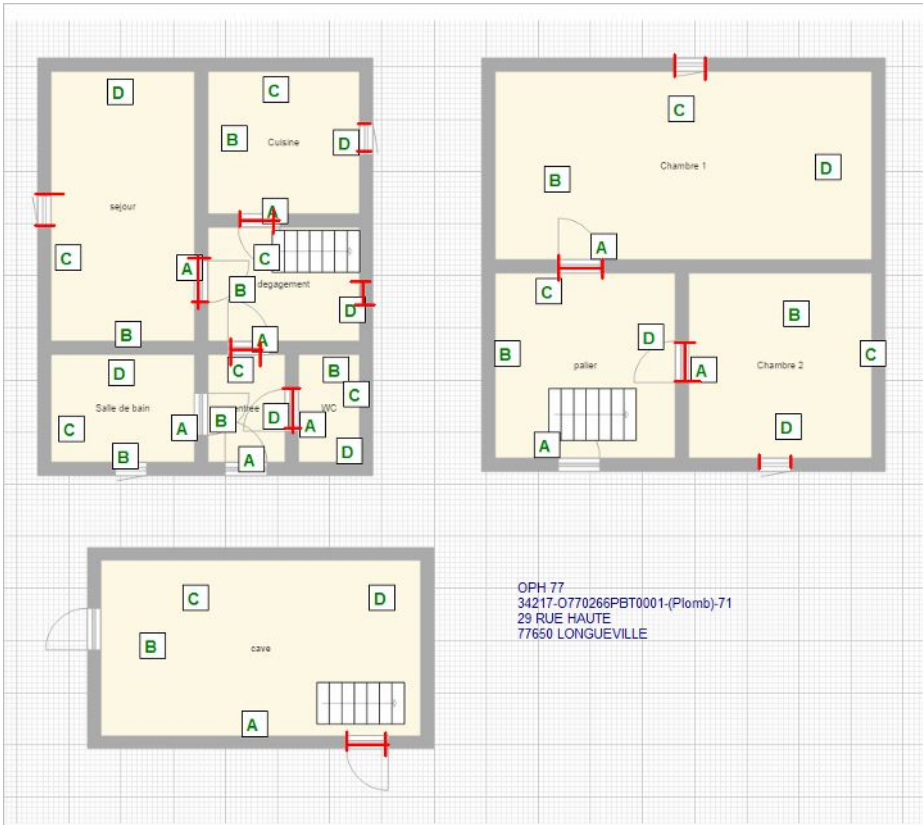 D
C
B
Cuisine
D
sejour
A
C
A
C
B
degagement
D
B
A
D
C
B
C
Salle de bain
C
A
B
entrée
D
A
WC
B
A
D
C
Chambre 1
B
D
A
C
B
D
B
palier
A
Chambre 2
C
A
D
C
D
B
cave
A
OPH 77
34217-O770266PBT0001-(Plomb)-71
29 RUE HAUTE
77650 LONGUEVILLE